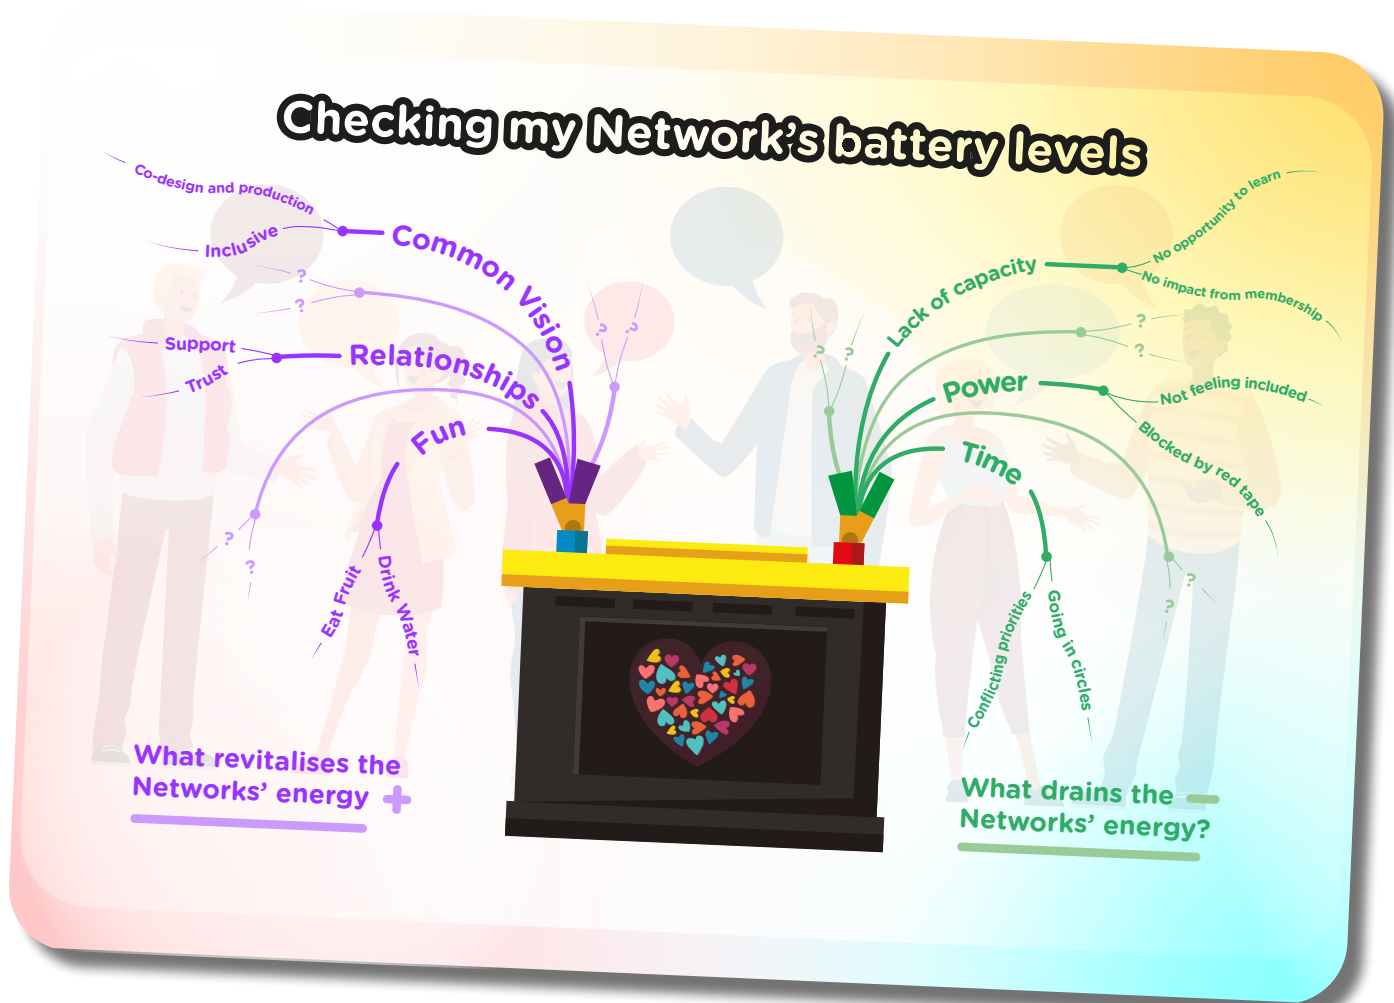 Checking my Network's battery levels
Co-design and production
Inclusive
Common Vision
?
?
Support
Trust
Relationships
Fun
?
?
Eat Fruit
Drink Water
?
?
What revitalises the
Networks' energy +
?
?
Lack of capacity
No opportunity to learn
No impact from membership
?
?
Power
Not feeling included
Blocked by red tape
Time
Conflicting priorities
Going in circles
?
?
What drains the -
Networks' energy?